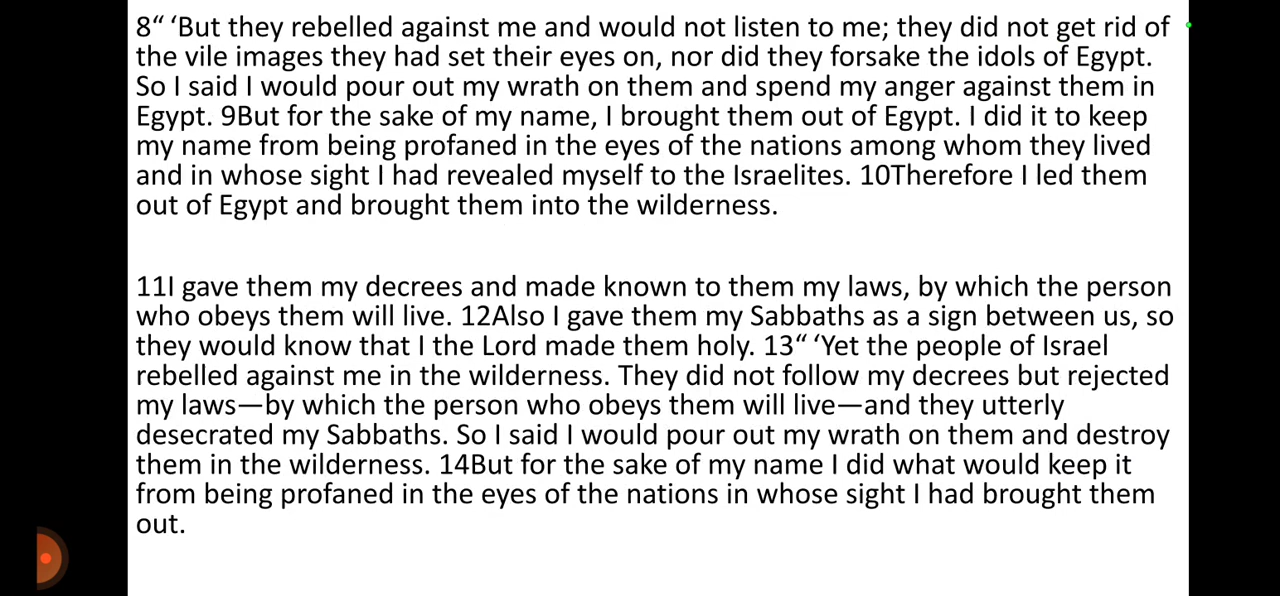 8“ ‘But they rebelled against me and would not listen to me; they did not get rid of
the vile images they had set their eyes on, nor did they forsake the idols of Egypt.
So I said I would pour out my wrath on them and spend my anger against them in
Egypt. 9But for the sake of my name, I brought them out of Egypt. I did it to keep
my name from being profaned in the eyes of the nations among whom they lived
and in whose sight I had revealed myself to the Israelites. 10Therefore I led them
out of Egypt and brought them into the wilderness.
11I gave them my decrees and made known to them my laws, by which the person
who obeys them will live. 12Also I gave them my Sabbaths as a sign between us, so
they would know that I the Lord made them holy. 13“ ‘Yet the people of Israel
rebelled against me in the wilderness. They did not follow my decrees but rejected
my laws—by which the person who obeys them will live—and they utterly
desecrated my Sabbaths. So I said I would pour out my wrath on them and destroy
them in the wilderness. 14But for the sake of my name I did what would keep it
from being profaned in the eyes of the nations in whose sight I had brought them
out.